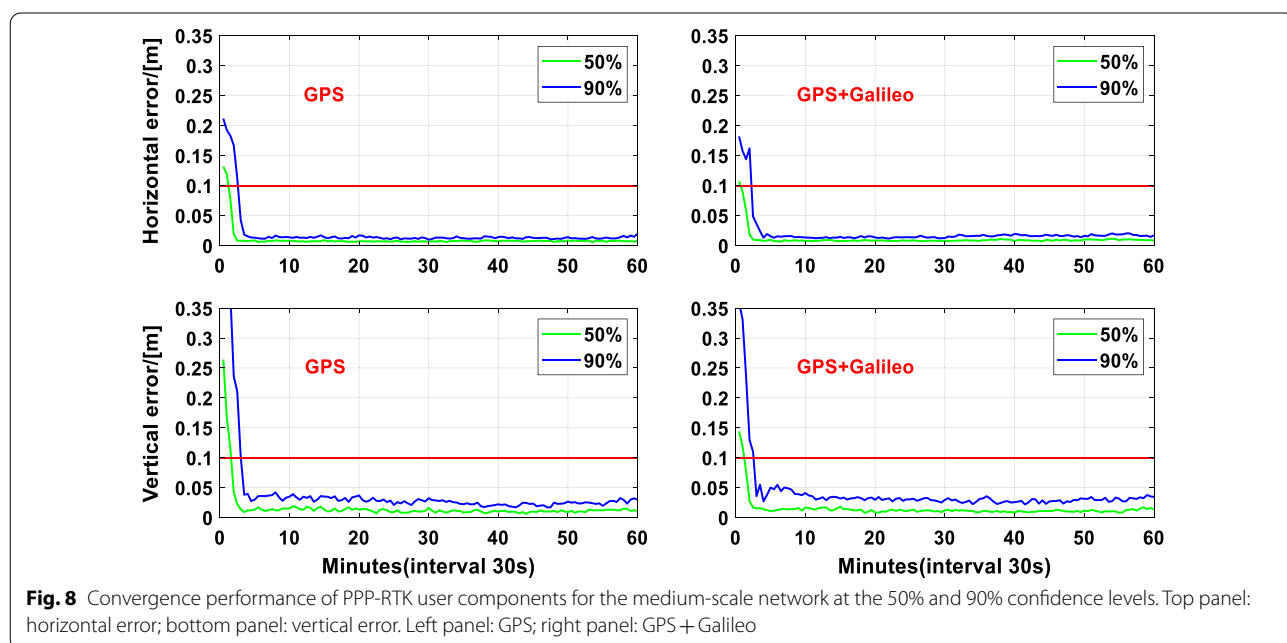 Horizontal error/[m]
0.35
0.3
0.25
0.2
0.15
0.1
0.05
0
0 10 20 30 40 50 60
GPS
50%
90%
0.35
0.3
0.25
0.2
0.15
0.1
0.05
0
0 10 20 30 40 50 60
GPS+Galileo
50%
90%
Vertical error/[m]
0.35
0.3
0.25
0.2
0.15
0.1
0.05
0
0 10 20 30 40 50 60
Minutes(interval 30s)
GPS
50%
90%
0.35
0.3
0.25
0.2
0.15
0.1
0.05
0
0 10 20 30 40 50 60
Minutes(interval 30s)
GPS+Galileo
50%
90%
Fig. 8 Convergence performance of PPP-RTK user components for the medium-scale network at the 50% and 90% confidence levels. Top panel:
horizontal error; bottom panel: vertical error. Left panel: GPS; right panel: GPS + Galileo